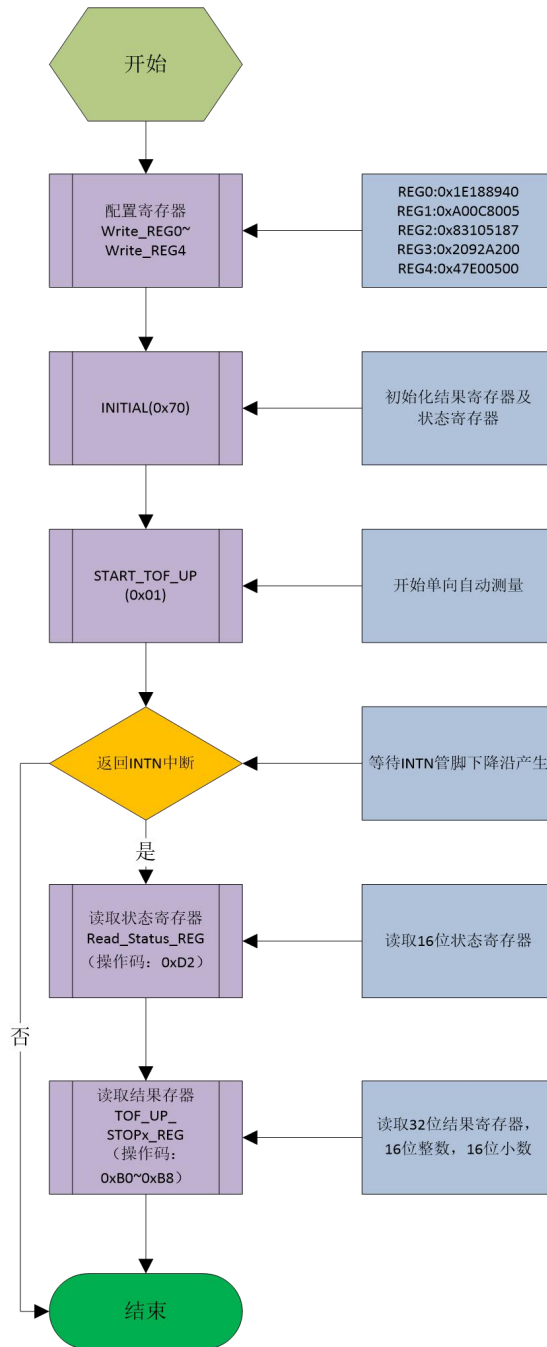 开始
配置寄存器
Write_REG0~
Write_REG4
REG0:0x1E188940
REG1:0xA00C8005
REG2:0x83105187
REG3:0x2092A200
REG4:0x47E00500
INITIAL(0x70)
初始化结果寄存器及
状态寄存器
START_TOF_UP
(0x01)
开始单向自动测量
返回INTN中断
等待INTN管脚下降沿产生
是
读取状态寄存器
Read_Status_REG
（操作码：0xD2）
读取16位状态寄存器
否
读取结果存器
TOF_UP_
STOPx_REG
（操作码：
0xB0~0xB8）
读取32位结果寄存器，
16位整数，16位小数
结束